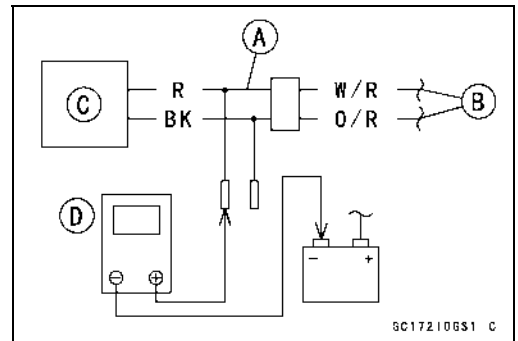 A
R W/R
C B
BK O/R
D
− +
⊖ ⊕
GC17210GS1 C